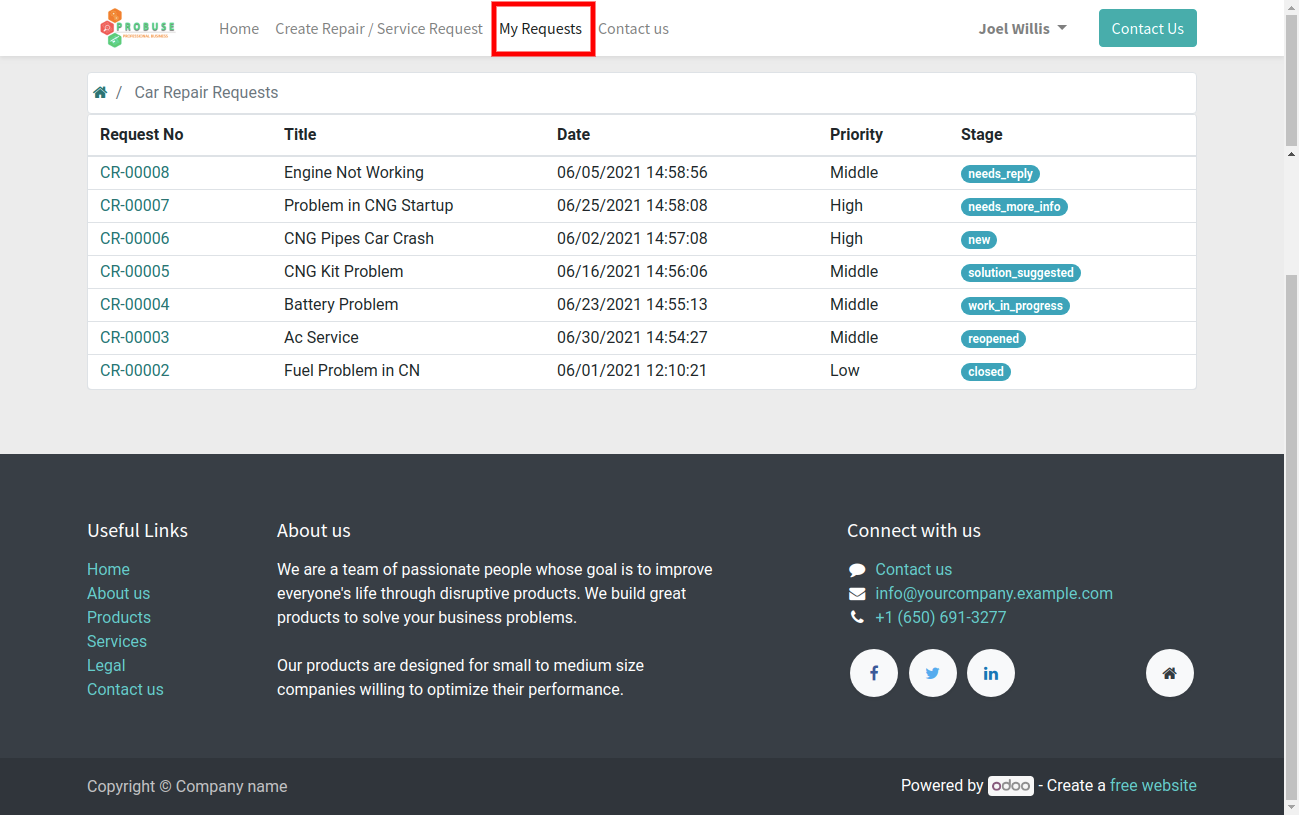 PROBUSE
PROFESSIONAL BUSINESS
Home Create Repair / Service Request My Requests Contact us Joel Willis Contact Us
/ Car Repair Requests
Request No Title Date Priority Stage
CR-00008 Engine Not Working 06/05/2021 14:58:56 Middle needs_reply
CR-00007 Problem in CNG Startup 06/25/2021 14:58:08 High needs_more_info
CR-00006 CNG Pipes Car Crash 06/02/2021 14:57:08 High new
CR-00005 CNG Kit Problem 06/16/2021 14:56:06 Middle solution_suggested
CR-00004 Battery Problem 06/23/2021 14:55:13 Middle work_in_progress
CR-00003 Ac Service 06/30/2021 14:54:27 Middle reopened
CR-00002 Fuel Problem in CN 06/01/2021 12:10:21 Low closed
Useful Links
Home
About us
Products
Services
Legal
Contact us
About us
We are a team of passionate people whose goal is to improve
everyone's life through disruptive products. We build great
products to solve your business problems.
Our products are designed for small to medium size
companies willing to optimize their performance.
Connect with us
Contact us
info@yourcompany.example.com
+1 (650) 691-3277
Copyright © Company name
Powered by odoo - Create a free website